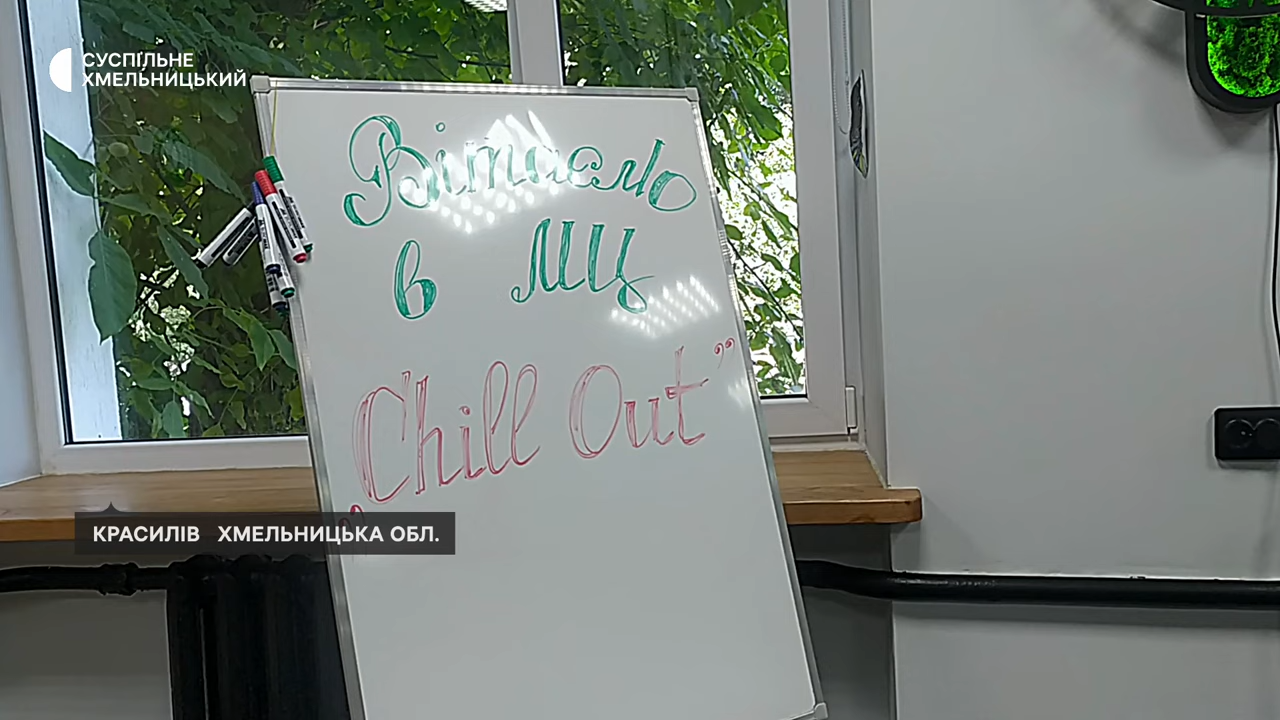 СУСПІЛЬНЕ
ХМЕЛЬНИЦЬКИЙ
Вітаємо
в МЦ
„Chill Out”
КРАСИЛІВ ХМЕЛЬНИЦЬКА ОБЛ.